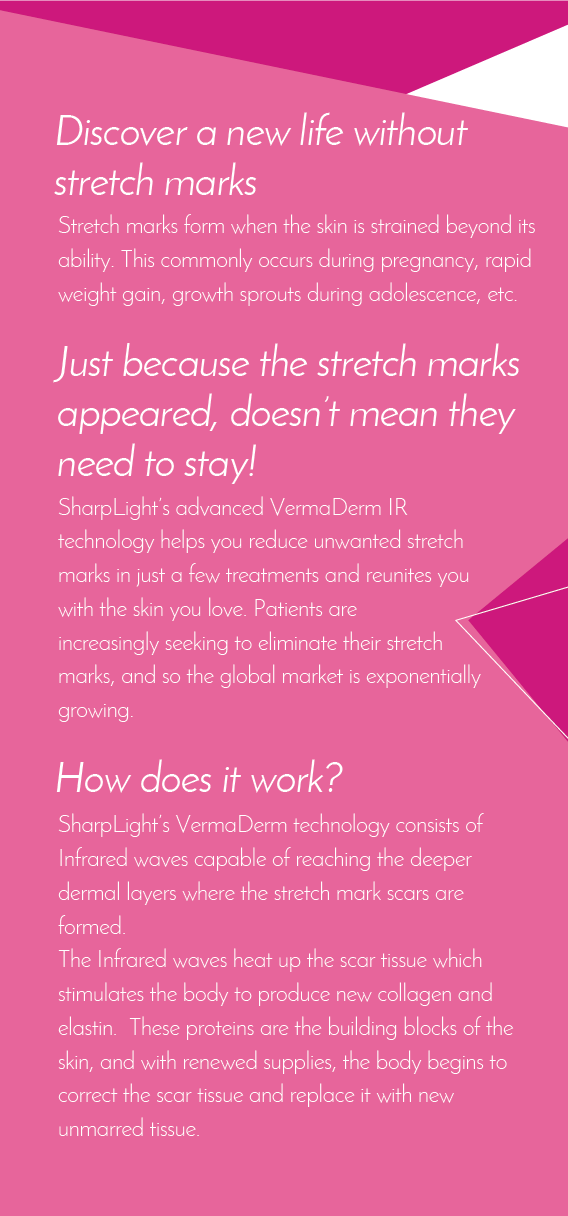 Discover a new life without
stretch marks
Stretch marks form when the skin is strained beyond its
ability. This commonly occurs during pregnancy, rapid
weight gain, growth sprouts during adolescence, etc.
Just because the stretch marks
appeared, doesn't mean they
need to stay!
SharpLight's advanced VermaDerm IR
technology helps you reduce unwanted stretch
marks in just a few treatments and reunites you
with the skin you love. Patients are
increasingly seeking to eliminate their stretch
marks, and so the global market is exponentially
growing.
How does it work?
SharpLight's VermaDerm technology consists of
Infrared waves capable of reaching the deeper
dermal layers where the stretch mark scars are
formed.
The Infrared waves heat up the scar tissue which
stimulates the body to produce new collagen and
elastin.  These proteins are the building blocks of the
skin, and with renewed supplies, the body begins to
correct the scar tissue and replace it with new
unmarred tissue.